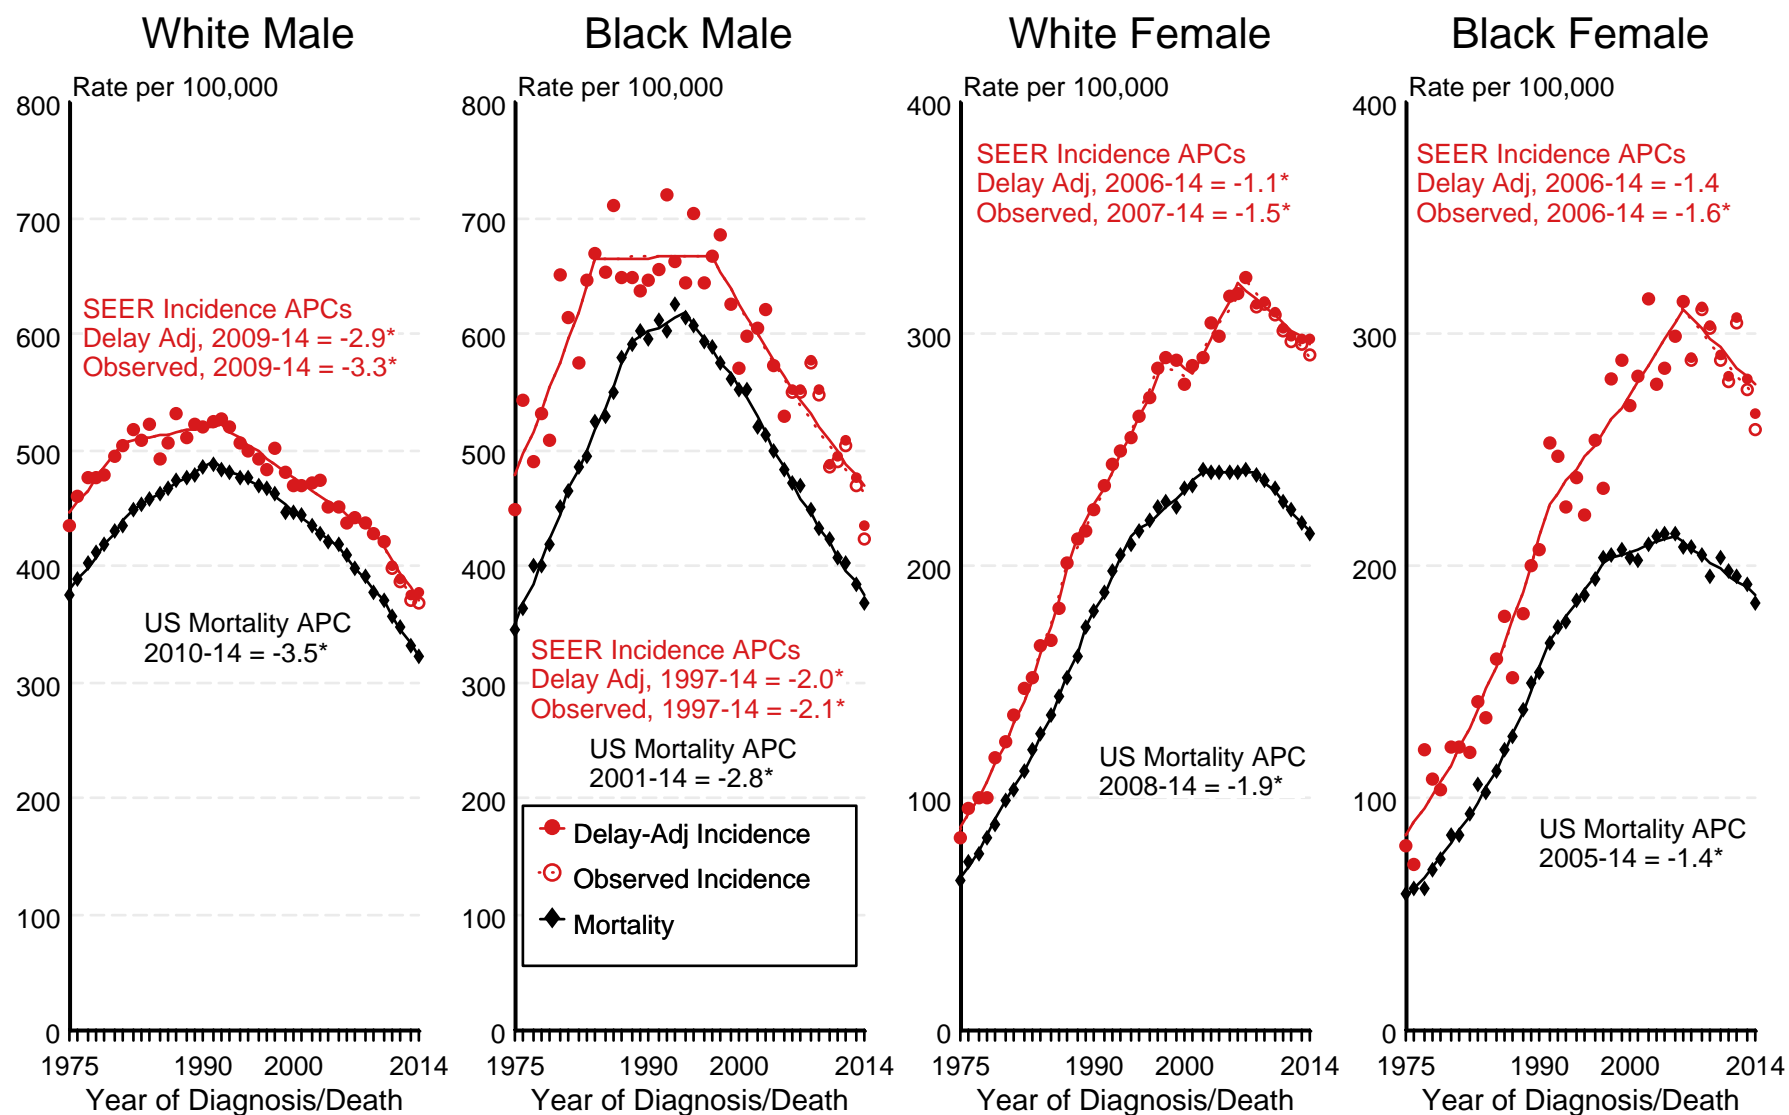 White Male
Rate per 100,000
800
700
600
500
400
300
200
100
0
SEER Incidence APCs
Delay Adj, 2009-14 = -2.9*
Observed, 2009-14 = -3.3*
US Mortality APC
2010-14 = -3.5*
1975 1990 2000 2014
Year of Diagnosis/Death
Black Male
Rate per 100,000
800
700
600
500
400
300
200
100
0
SEER Incidence APCs
Delay Adj, 1997-14 = -2.0*
Observed, 1997-14 = -2.1*
US Mortality APC
2001-14 = -2.8*
Delay-Adj Incidence
Observed Incidence
Mortality
1975 1990 2000 2014
Year of Diagnosis/Death
White Female
Rate per 100,000
400
SEER Incidence APCs
Delay Adj, 2006-14 = -1.1*
Observed, 2007-14 = -1.5*
300
200
100
0
US Mortality APC
2008-14 = -1.9*
1975 1990 2000 2014
Year of Diagnosis/Death
Black Female
Rate per 100,000
400
SEER Incidence APCs
Delay Adj, 2006-14 = -1.4
Observed, 2006-14 = -1.6*
300
200
100
0
US Mortality APC
2005-14 = -1.4*
1975 1990 2000 2014
Year of Diagnosis/Death